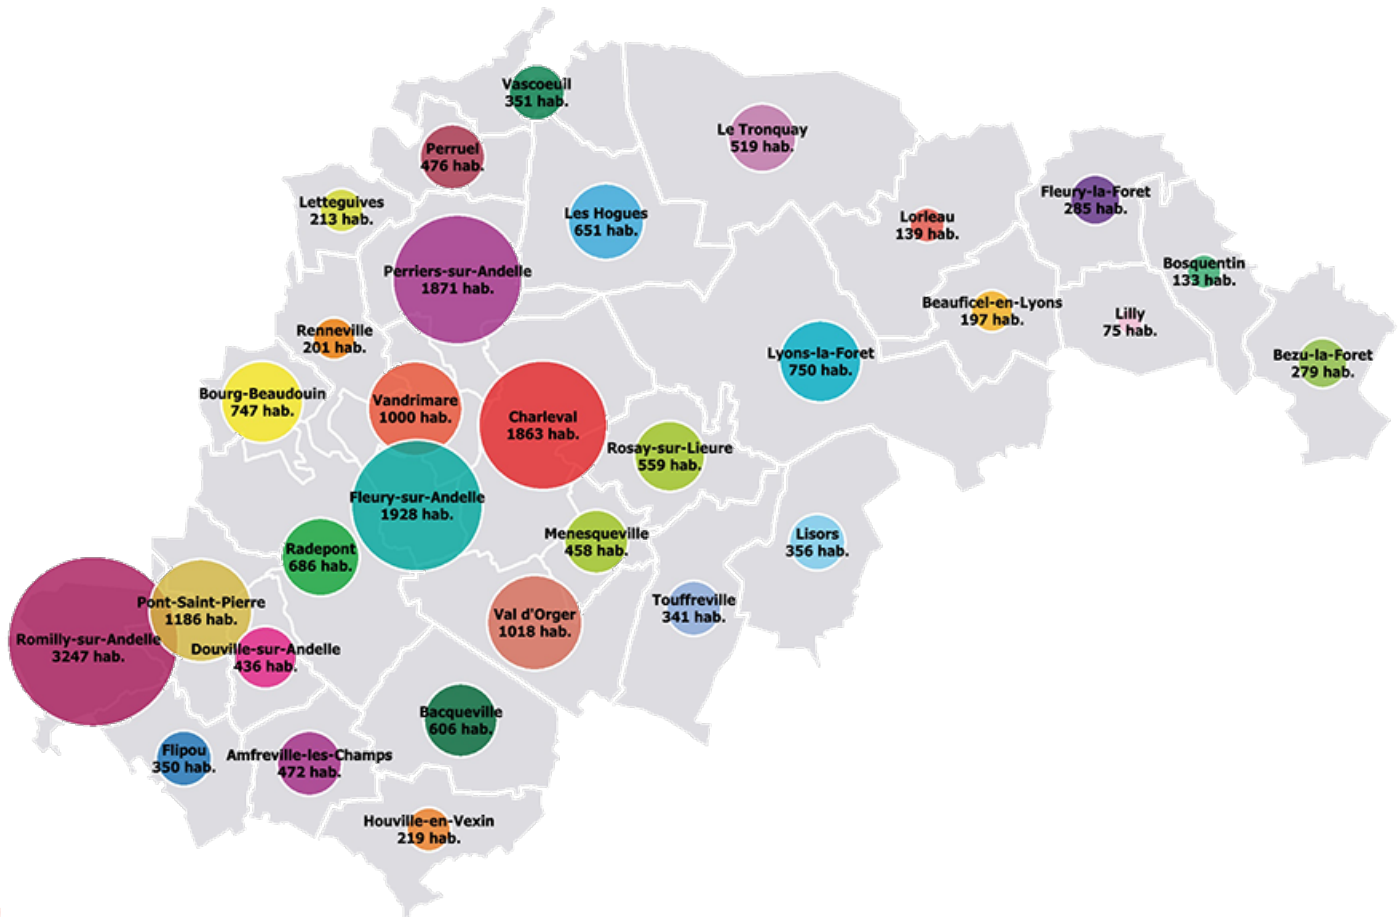 Vascoeuil
351 hab.
Le Tronquay
519 hab.
Perruel
476 hab.
Letteguives
213 hab.
Les Hogues
651 hab.
Fleury-la-Foret
285 hab.
Lorleau
139 hab.
Perriers-sur-Andelle
1871 hab.
Bosquentin
133 hab.
Beauficel-en-Lyons
197 hab.
Lilly
75 hab.
Renneville
201 hab.
Lyons-la-Foret
750 hab.
Bezu-la-Foret
279 hab.
Bourg-Beaudouin
747 hab.
Vandrimare
1000 hab.
Charleval
1863 hab.
Rosay-sur-Lieure
559 hab.
Fleury-sur-Andelle
1928 hab.
Menesqueville
458 hab.
Lisors
356 hab.
Radepont
686 hab.
Pont-Saint-Pierre
1186 hab.
Touffreville
341 hab.
Val d'Orger
1018 hab.
Romilly-sur-Andelle
3247 hab.
Douville-sur-Andelle
436 hab.
Bacqueville
606 hab.
Flipou
350 hab.
Amfreville-les-Champs
472 hab.
Houville-en-Vexin
219 hab.